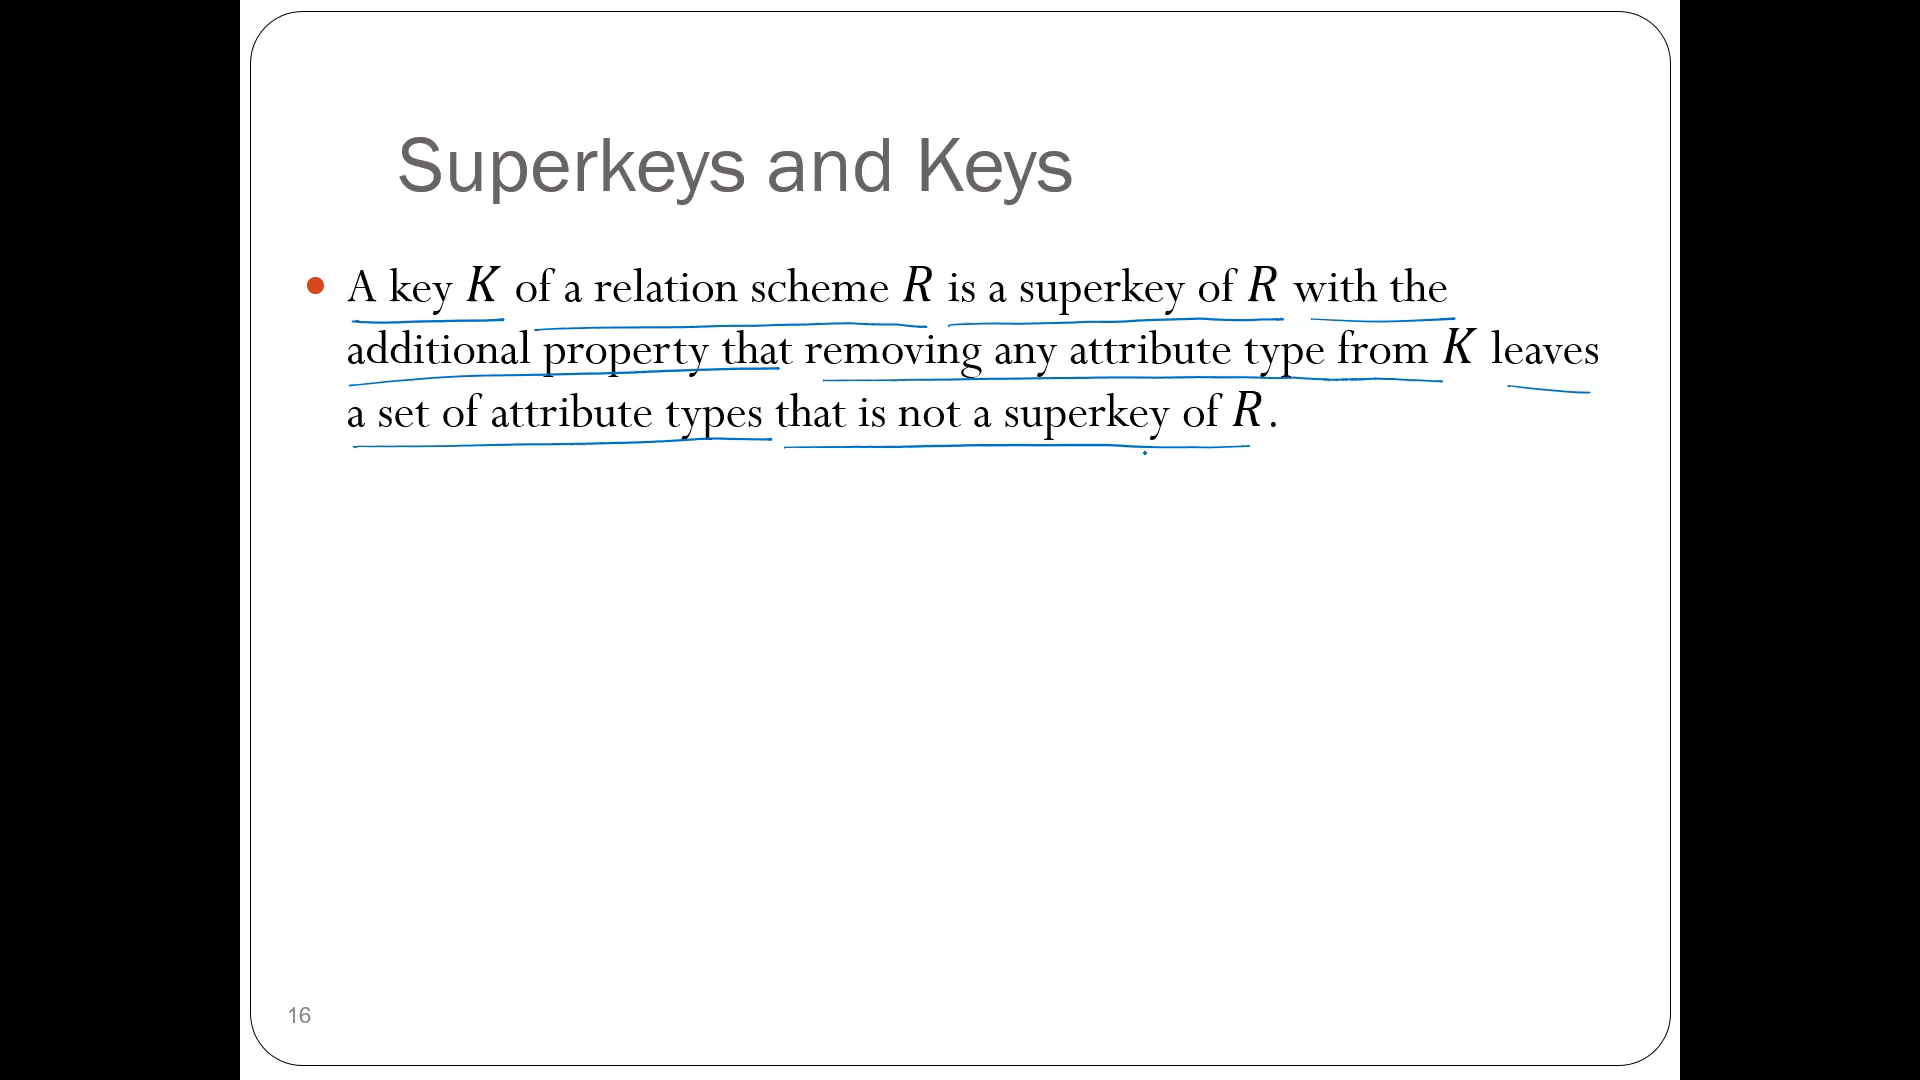 Superkeys and Keys
• A key K of a relation scheme R is a superkey of R with the
additional property that removing any attribute type from K leaves
a set of attribute types that is not a superkey of R.
16